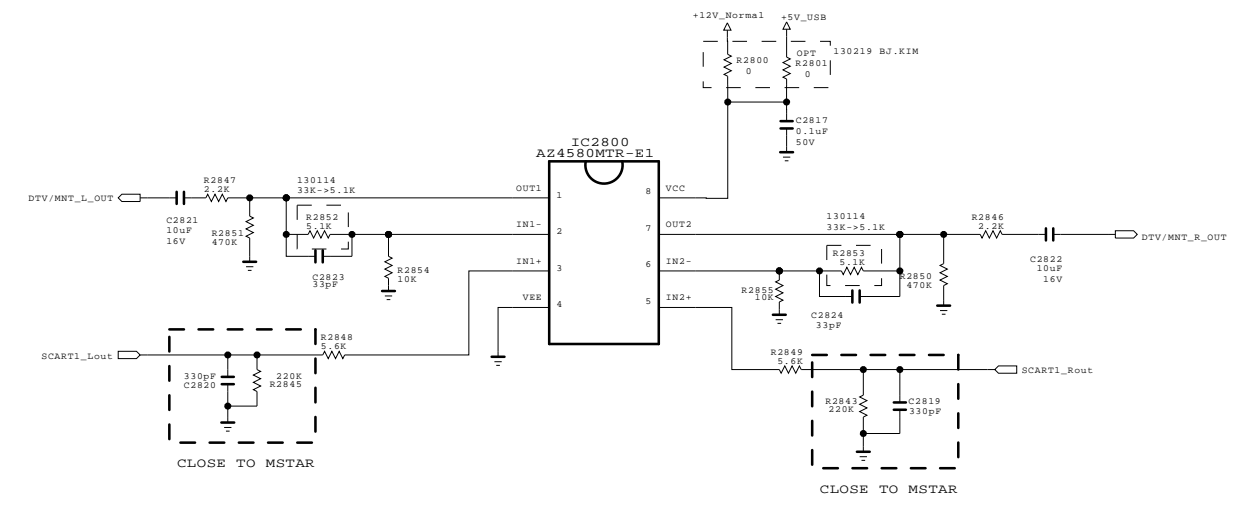 +12V_Normal
+5V_USB
130219 BJ.KIM
R2800
0
OPT
R2801
0
C2817
0.1uF
50V
IC2800
AZ4580MTR-E1
OUT1
1
IN1-
2
IN1+
3
VEE
4
8
VCC
7
OUT2
6
IN2-
5
IN2+
DTV/MNT_L_OUT
C2821
10uF
16V
R2847
2.2K
R2851
470K
130114
33K->5.1K
R2852
5.1K
C2823
33pF
R2854
10K
SCART1_Lout
330pF
C2820
220K
R2845
R2848
5.6K
CLOSE TO MSTAR
130114
33K->5.1K
R2853
5.1K
C2824
33pF
R2855
10K
R2850
470K
R2846
2.2K
C2822
10uF
16V
DTV/MNT_R_OUT
R2849
5.6K
R2843
220K
C2819
330pF
SCART1_Rout
CLOSE TO MSTAR